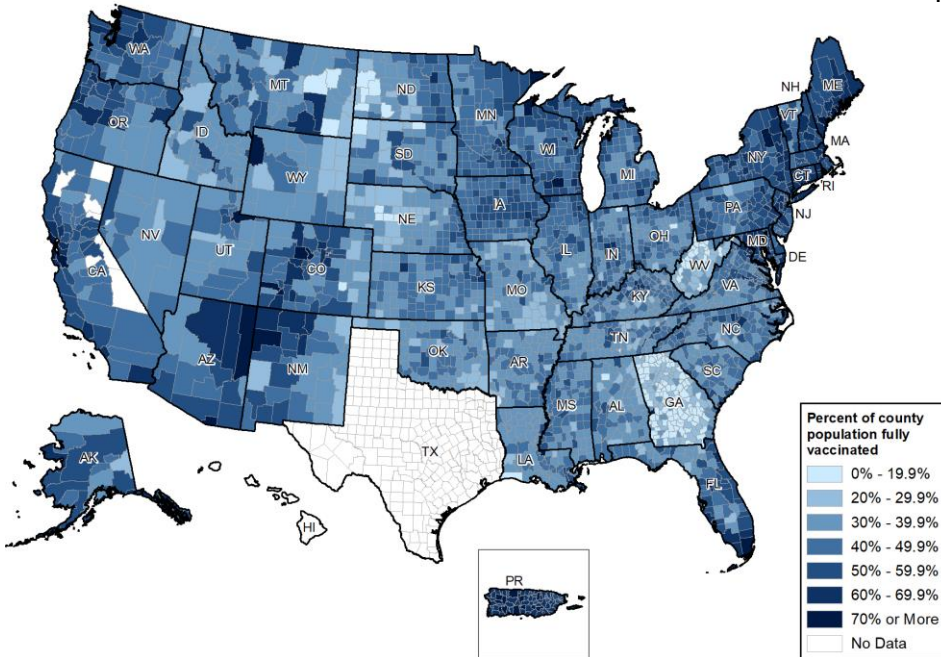 WA
MT
ND
MN
OR
ID
SD
WI
WY
MI
NH
VT
ME
MA
NY
CT
RI
NV
UT
NE
IA
PA
NJ
CA
CO
IL
IN
OH
MD
DE
WV
VA
KS
MO
KY
AZ
NM
OK
AR
TN
NC
SC
MS
AL
GA
TX
LA
FL
AK
HI
PR
Percent of county
population fully
vaccinated
0% - 19.9%
20% - 29.9%
30% - 39.9%
40% - 49.9%
50% - 59.9%
60% - 69.9%
70% or More
No Data